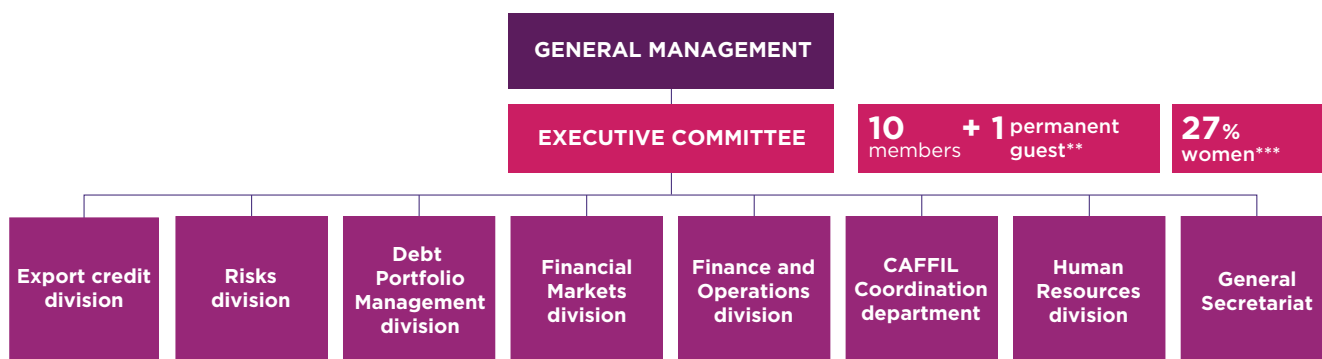 GENERAL MANAGEMENT
EXECUTIVE COMMITTEE
10 members + 1 permanent guest**
27% women***
Export credit
division
Risks
division
Debt
Portfolio
Management
division
Financial
Markets
division
Finance and
Operations
division
CAFFIL
Coordination
department
Human
Resources
division
General
Secretariat